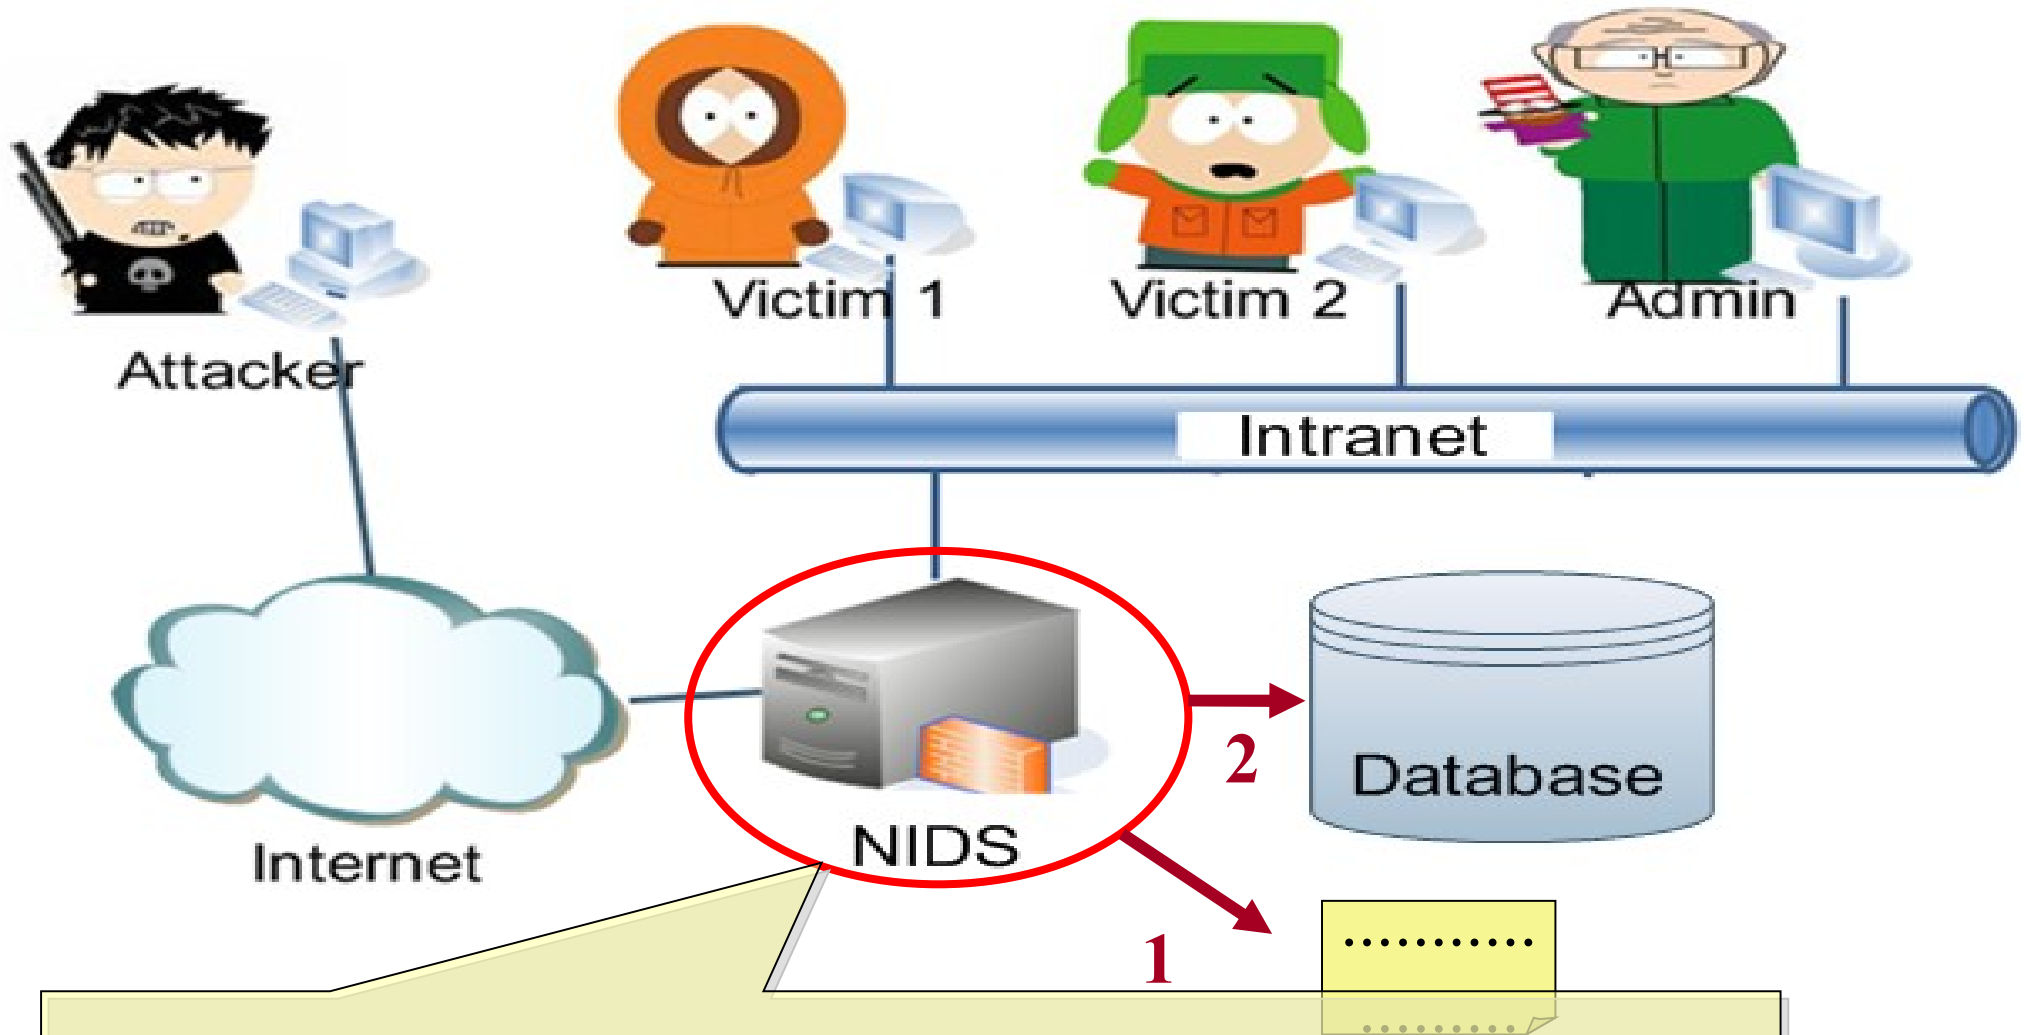 Victim 1
Victim 2
Admin
Attacker
Intranet
2
Database
NIDS
Internet
1
...........
.........